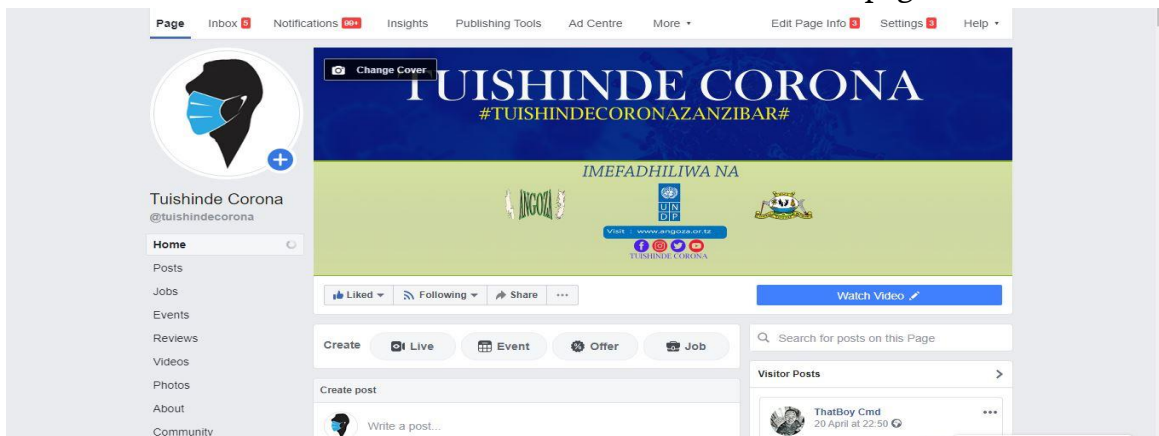 page
Page Inbox 5 Notifications 99+ Insights Publishing Tools Ad Centre More Edit Page Info 3 Settings 3 Help
Change Cover
TUISHINDE CORONA
#TUISHINDECORONAZANZIBAR#
IMEFADHILIWA NA
ANGOZA
UN
DP
Visit : www.angoza.or.tz
TUISHINDE CORONA
Tuishinde Corona
@tuishindecorona
Home
Posts
Jobs
Events
Reviews
Videos
Photos
About
Community
Liked Following Share ...
Watch Video
Create Live Event Offer Job
Search for posts on this Page
Create post
Write a post...
Visitor Posts
ThatBoy Cmd
20 April at 22:50